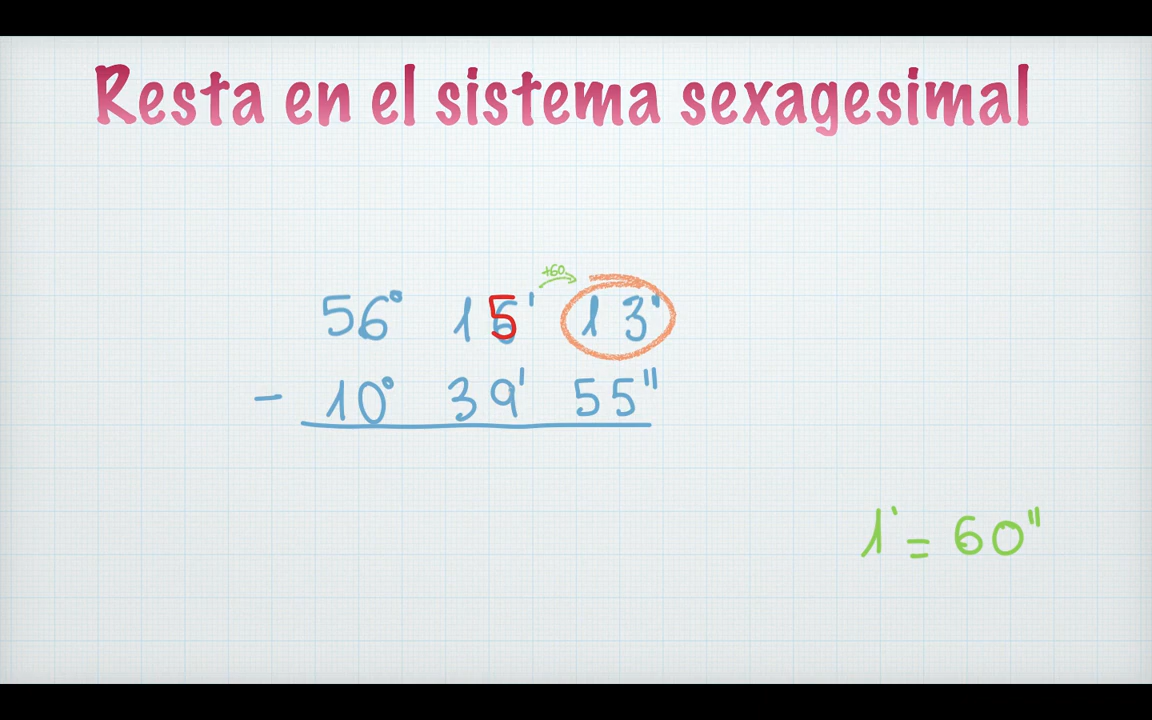 Resta en el sistema sexagesimal
+60
56° 15' 13"
- 10° 39' 55"
1' = 60"